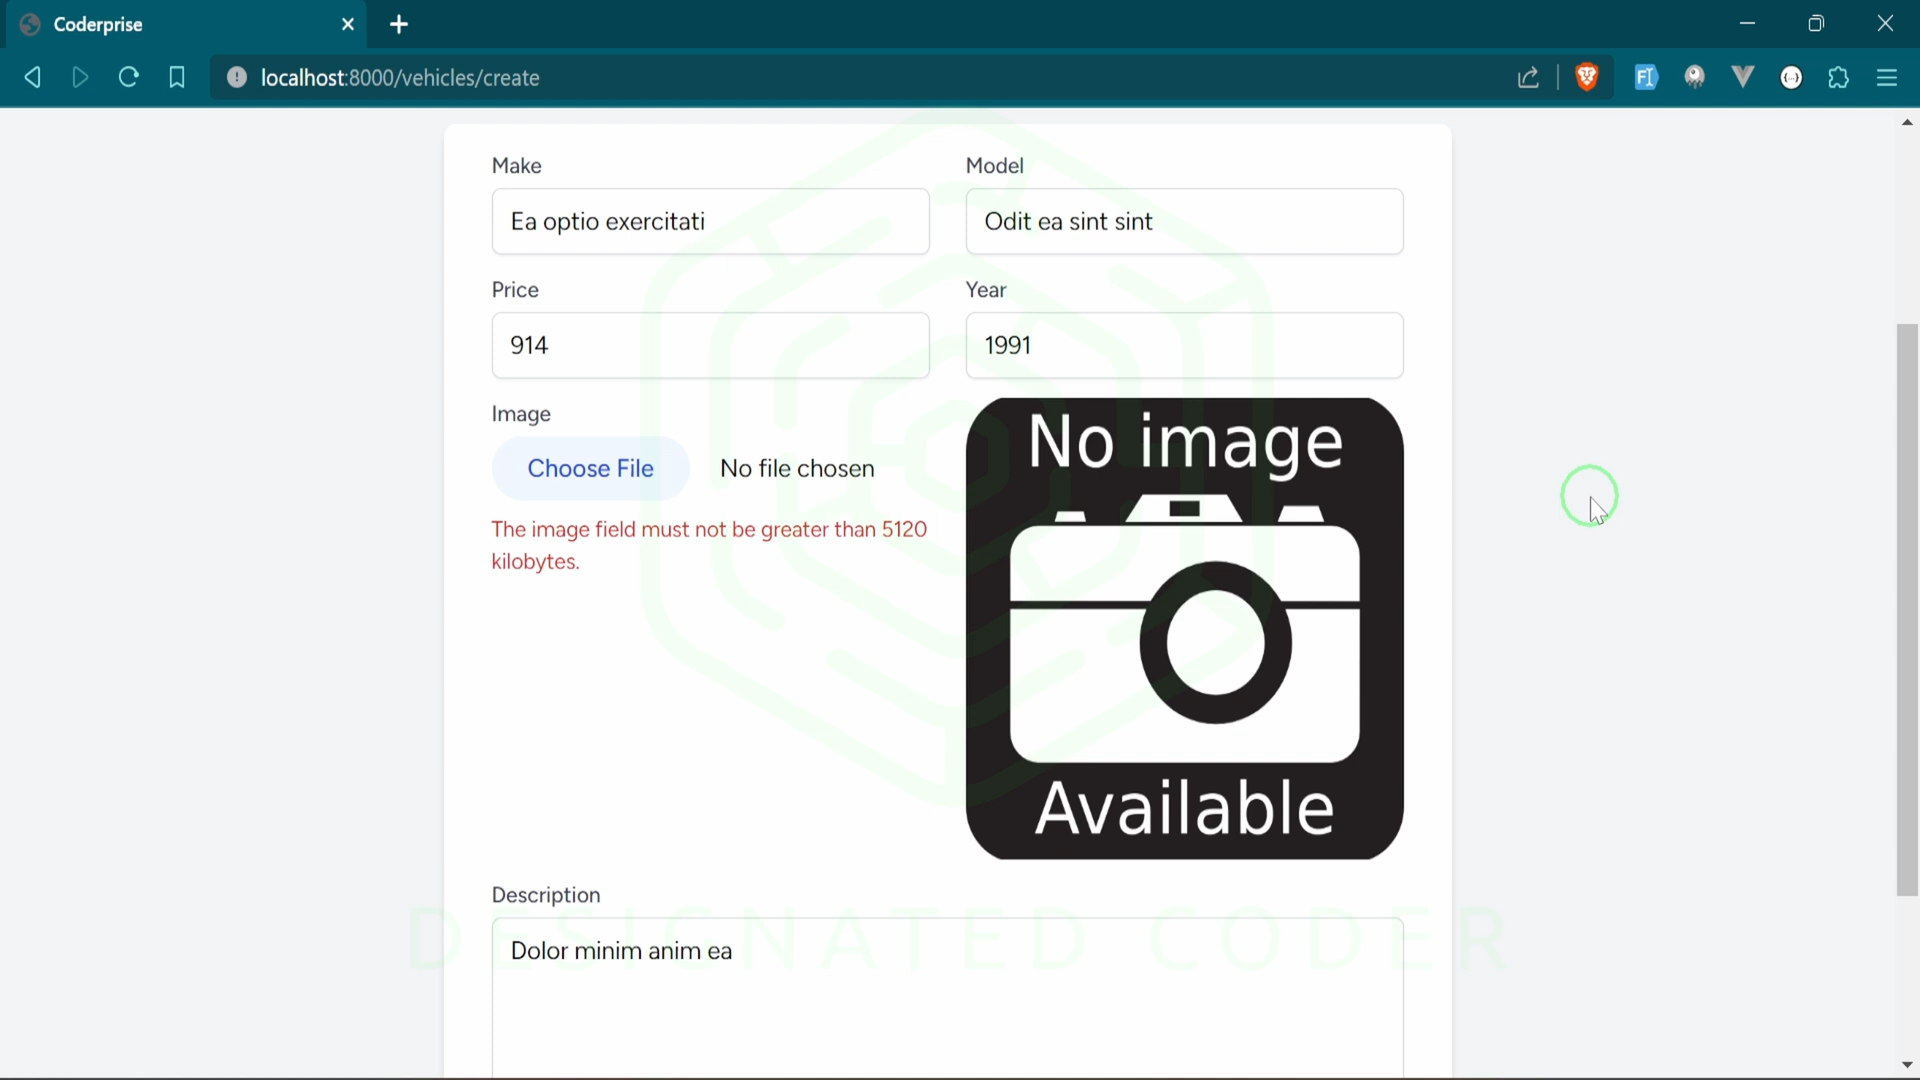 Coderprise
localhost:8000/vehicles/create
FI
Make
Model
Ea optio exercitati
Odit ea sint sint
Price
Year
914
1991
Image
Choose File
No file chosen
The image field must not be greater than 5120
kilobytes.
No image
Available
Description
Dolor minim anim ea
DESIGNATED CODER